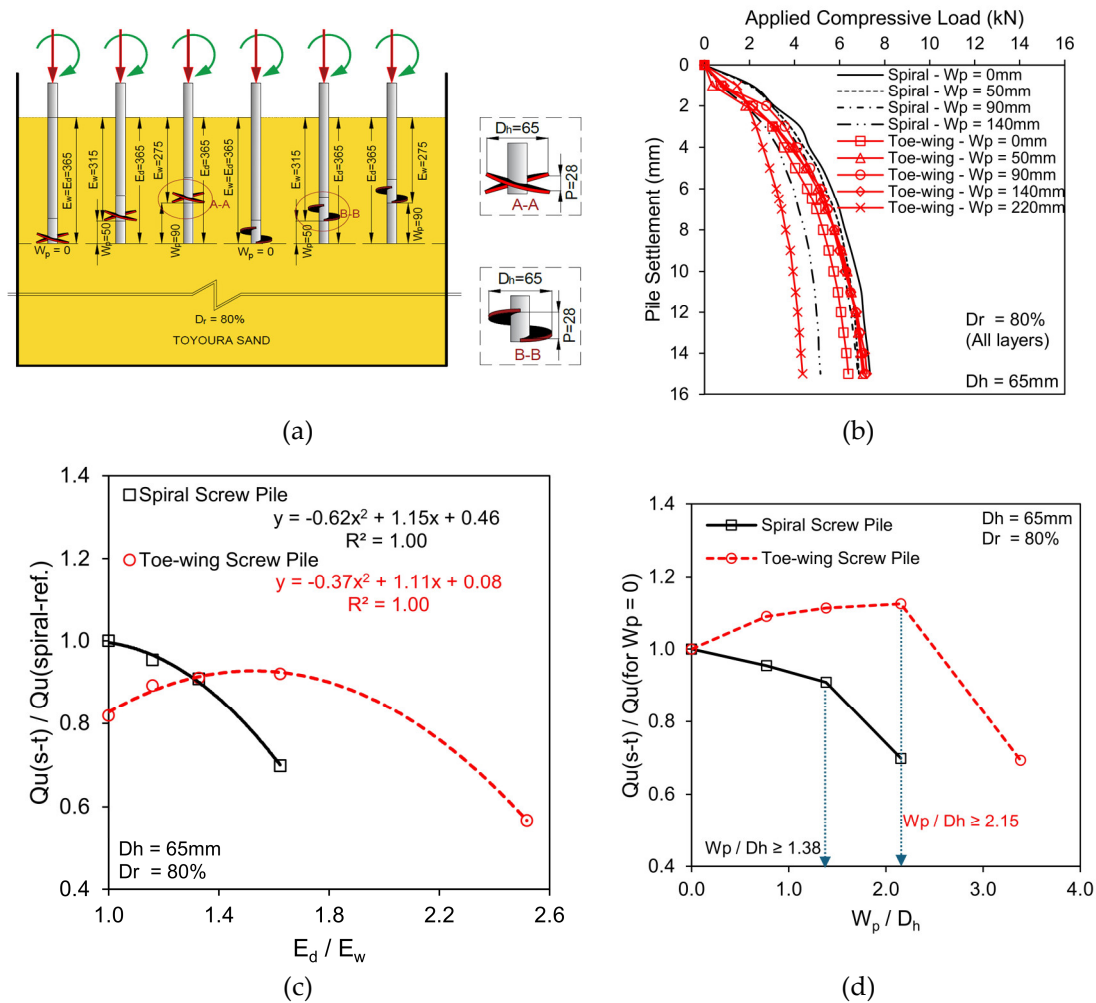 Ew=Ed=365
Ew=315
Ed=365
Ew=275
Ed=365
Ew=Ed=365
Ew=315
Ed=365
Ed=365
Ew=275
A-A
B-B
Wp = 0
Wp=50
Wp=90
Wp = 0
Wp=50
Wp=90
Dr = 80%
TOYOURA SAND
Dh=65
P=28
A-A
Dh=65
P=28
B-B
(a)
Applied Compressive Load (kN)
0 2 4 6 8 10 12 14 16
0
2
4
6
8
10
12
14
16
Pile Settlement (mm)
Spiral - Wp = 0mm
Spiral - Wp = 50mm
Spiral - Wp = 90mm
Spiral - Wp = 140mm
Toe-wing - Wp = 0mm
Toe-wing - Wp = 50mm
Toe-wing - Wp = 90mm
Toe-wing - Wp = 140mm
Toe-wing - Wp = 220mm
Dr = 80%
(All layers)
Dh = 65mm
(b)
Qu(s-t) / Qu(spiral-ref.)
1.4
1.2
1.0
0.8
0.6
0.4
Spiral Screw Pile
y = -0.62x² + 1.15x + 0.46
R² = 1.00
Toe-wing Screw Pile
y = -0.37x² + 1.11x + 0.08
R² = 1.00
Dh = 65mm
Dr = 80%
1.0 1.4 1.8 2.2 2.6
Ed / Ew
(c)
Qu(s-t) / Qu(for Wp = 0)
1.4
1.2
1.0
0.8
0.6
0.4
Spiral Screw Pile
Toe-wing Screw Pile
Dh = 65mm
Dr = 80%
Wp / Dh ≥ 2.15
Wp / Dh ≥ 1.38
0.0 1.0 2.0 3.0 4.0
Wp / Dh
(d)